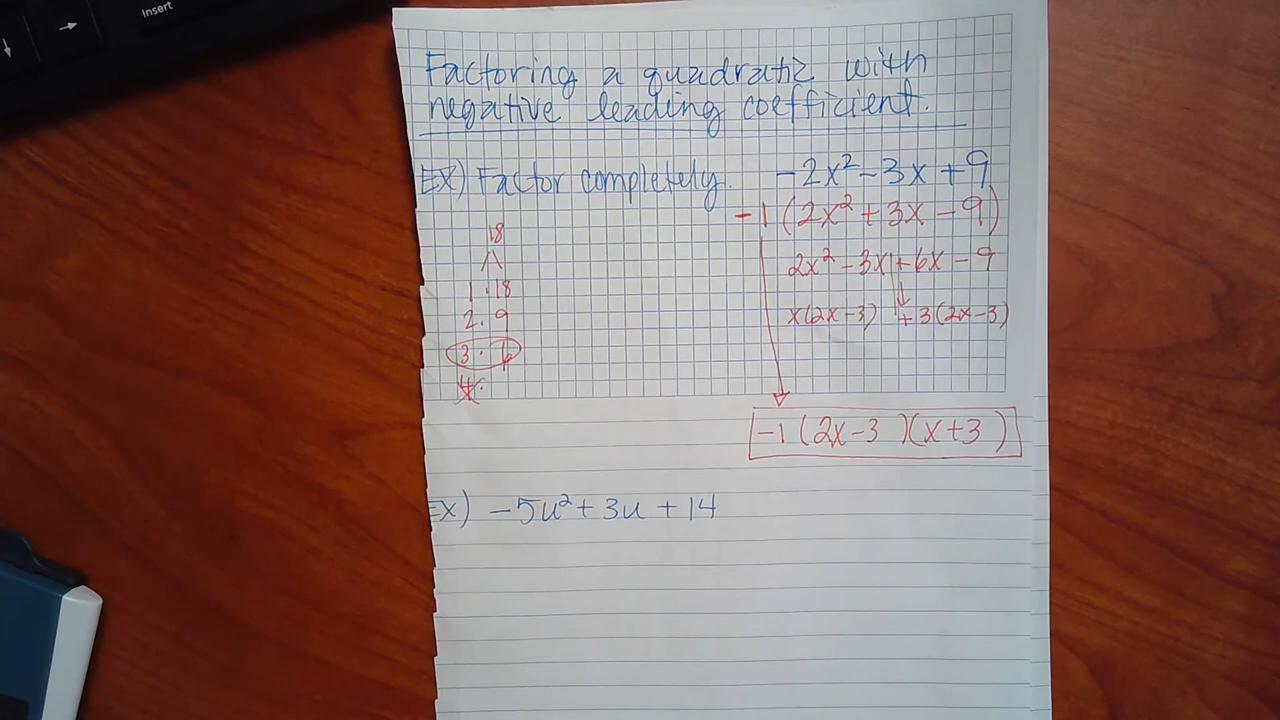 Insert
Factoring a quadratic with
negative leading coefficient.
EX) Factor completely. -2x² - 3x + 9
-1 (2x² + 3x - 9)
18
2x² - 3x + 6x - 9
1 · 18
2 · 9
x(2x-3) + 3(2x-3)
3 · 6
-1 (2x-3)(x+3)
EX) -5u² + 3u + 14